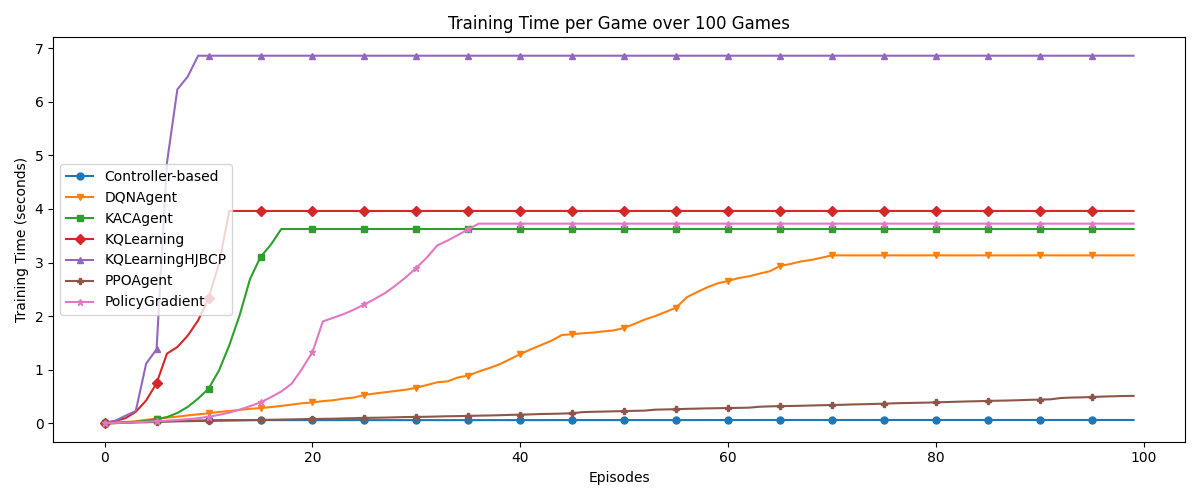 Training Time per Game over 100 Games
Training Time (seconds)
7
6
5
4
3
2
1
0
Controller-based
DQNAgent
KACAgent
KQLearning
KQLearningHJBCP
PPOAgent
PolicyGradient
0 20 40 60 80 100
Episodes